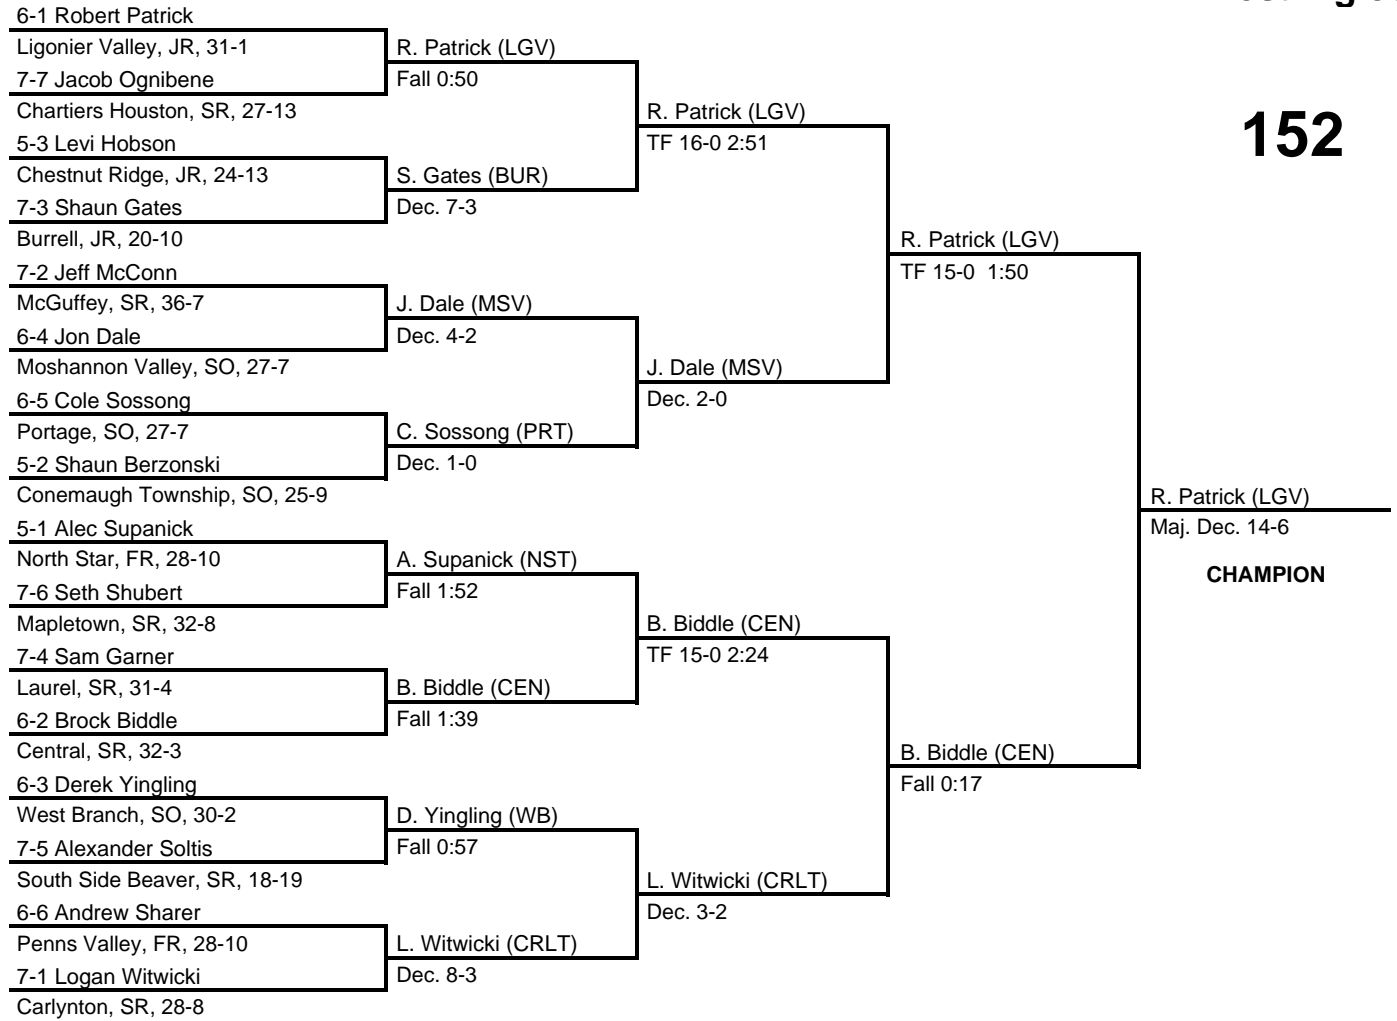 6-1 Robert Patrick
Ligonier Valley, JR, 31-1
7-7 Jacob Ognibene
Chartiers Houston, SR, 27-13
5-3 Levi Hobson
Chestnut Ridge, JR, 24-13
7-3 Shaun Gates
Burrell, JR, 20-10
7-2 Jeff McConn
McGuffey, SR, 36-7
6-4 Jon Dale
Moshannon Valley, SO, 27-7
6-5 Cole Sossong
Portage, SO, 27-7
5-2 Shaun Berzonski
Conemaugh Township, SO, 25-9
5-1 Alec Supanick
North Star, FR, 28-10
7-6 Seth Shubert
Mapletown, SR, 32-8
7-4 Sam Garner
Laurel, SR, 31-4
6-2 Brock Biddle
Central, SR, 32-3
6-3 Derek Yingling
West Branch, SO, 30-2
7-5 Alexander Soltis
South Side Beaver, SR, 18-19
6-6 Andrew Sharer
Penns Valley, FR, 28-10
7-1 Logan Witwicki
Carlynton, SR, 28-8
R. Patrick (LGV)
Fall 0:50
S. Gates (BUR)
Dec. 7-3
J. Dale (MSV)
Dec. 4-2
C. Sossong (PRT)
Dec. 1-0
A. Supanick (NST)
Fall 1:52
B. Biddle (CEN)
Fall 1:39
D. Yingling (WB)
Fall 0:57
L. Witwicki (CRLT)
Dec. 8-3
R. Patrick (LGV)
TF 16-0 2:51
J. Dale (MSV)
Dec. 2-0
B. Biddle (CEN)
TF 15-0 2:24
L. Witwicki (CRLT)
Dec. 3-2
R. Patrick (LGV)
TF 15-0 1:50
B. Biddle (CEN)
Fall 0:17
152
R. Patrick (LGV)
Maj. Dec. 14-6
CHAMPION